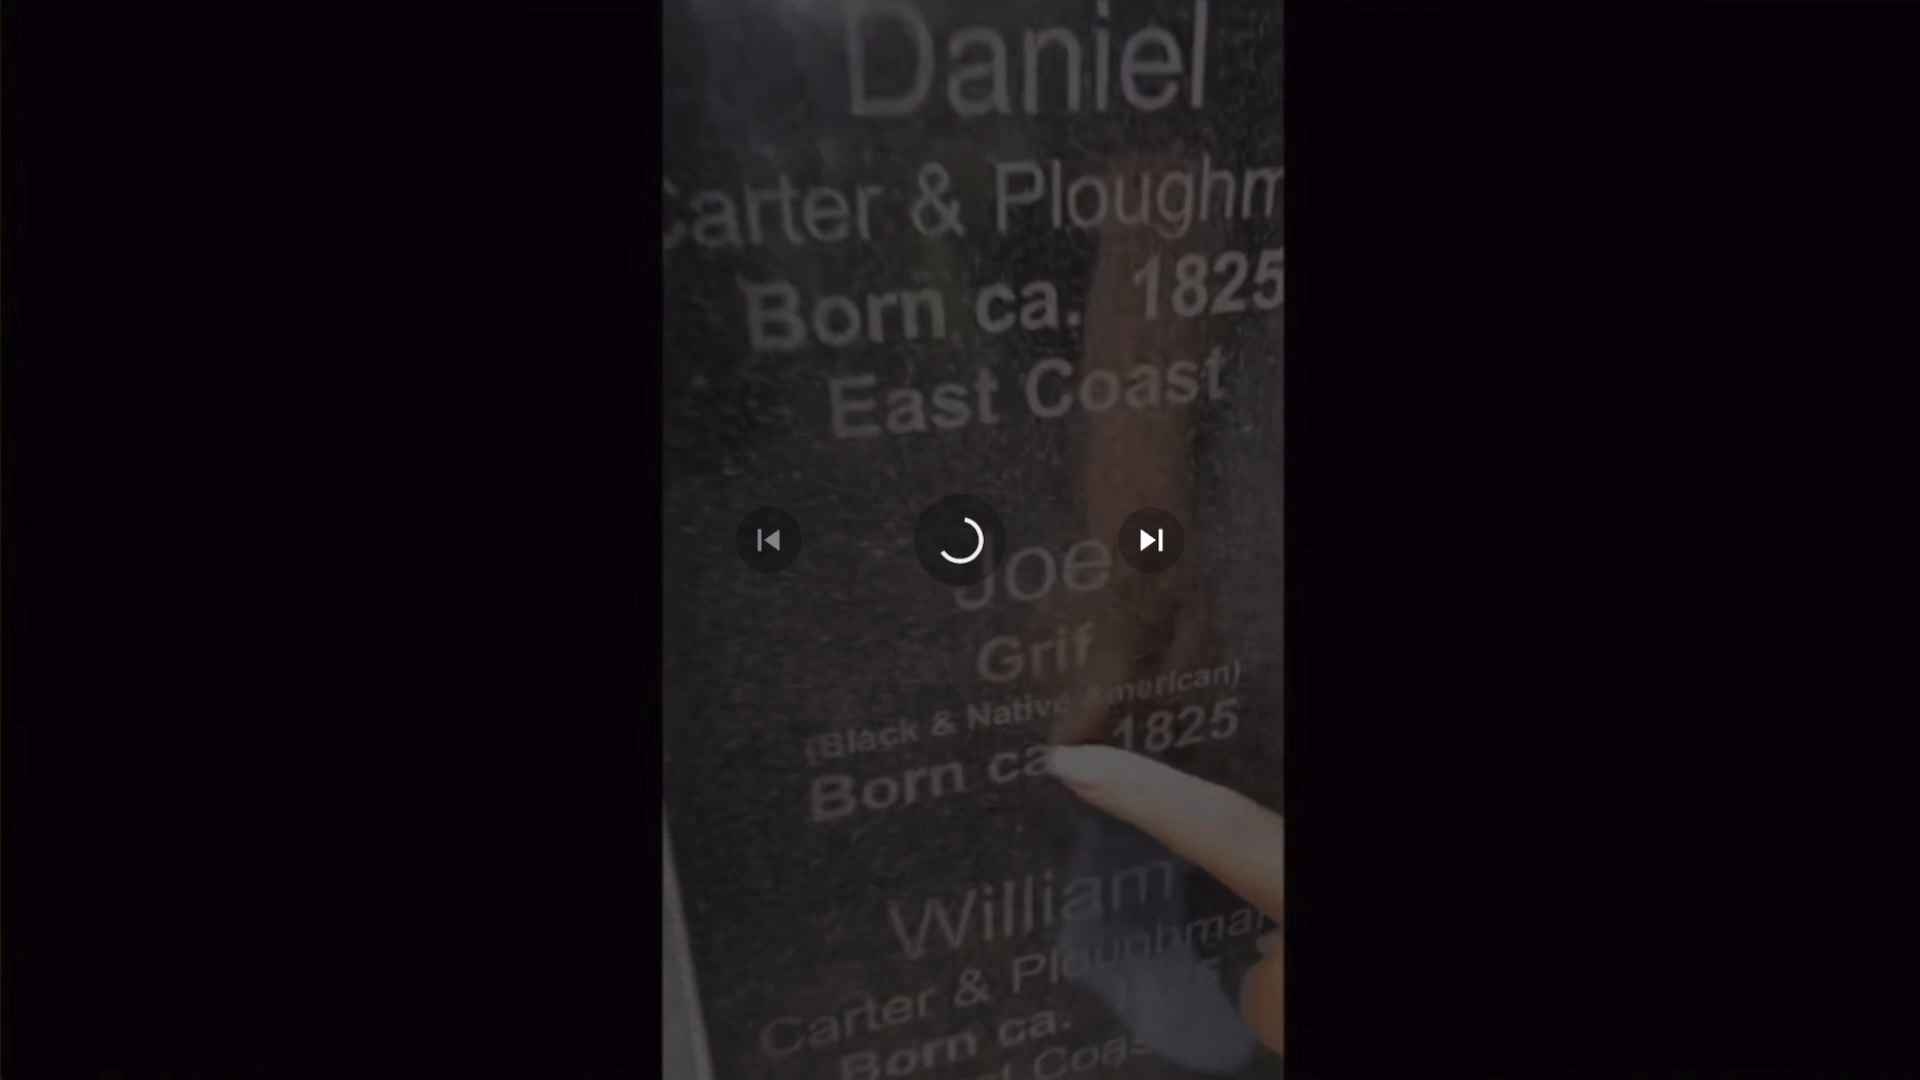 Daniel
Carter & Ploughm
Born ca. 1825
East Coast
Joe
Grif
(Black & Native American)
Born ca. 1825
William
Carter & Ploughman
Born ca.